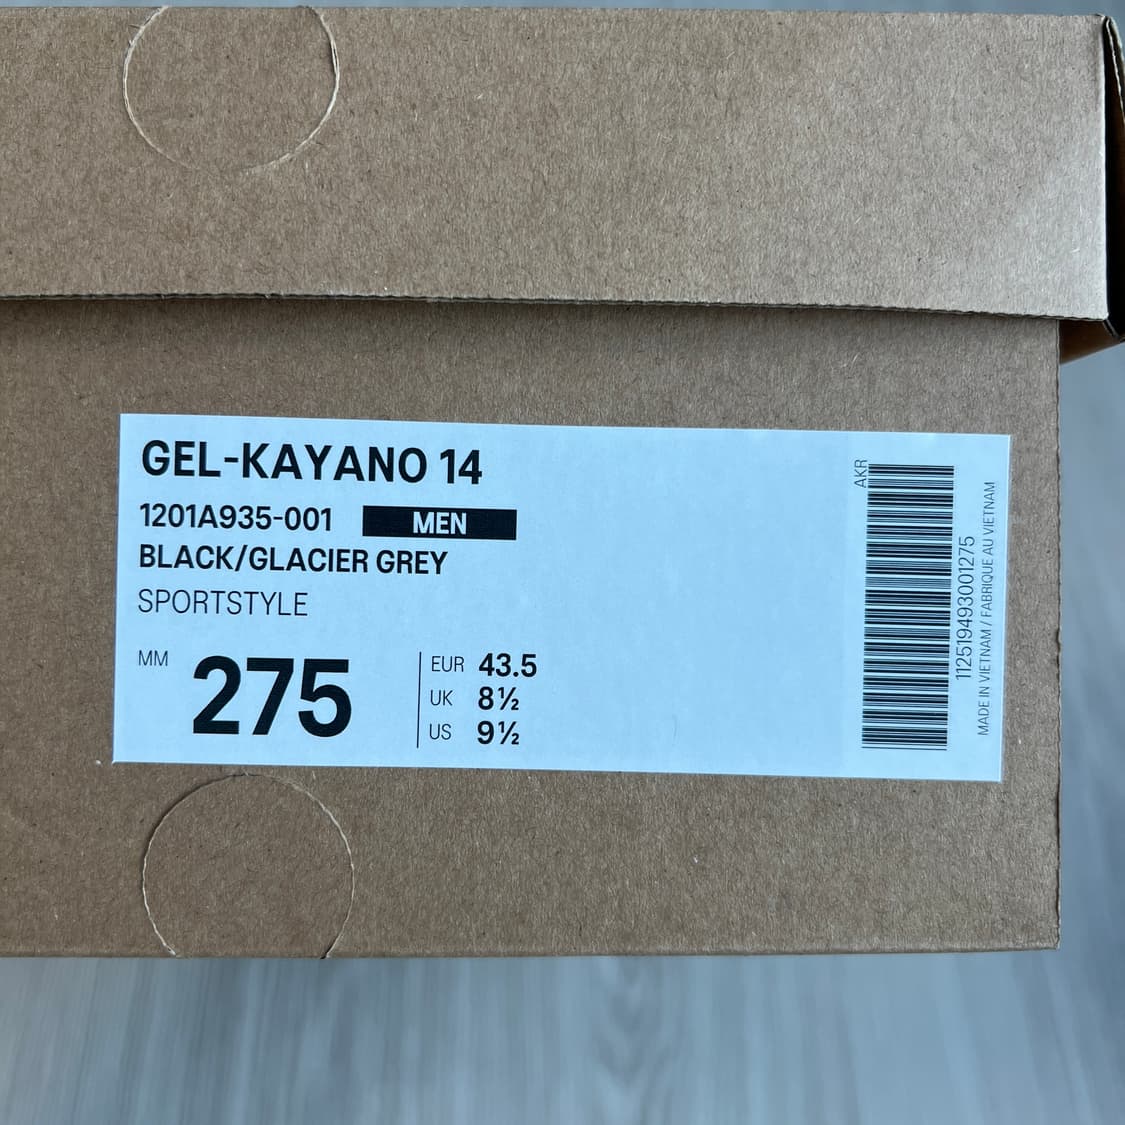 GEL-KAYANO 14
1201A935-001 MEN
BLACK/GLACIER GREY
SPORTSTYLE
MM 275
EUR 43.5
UK 8½
US 9½
AKR
112519493001275
MADE IN VIETNAM / FABRIQUE AU VIETNAM